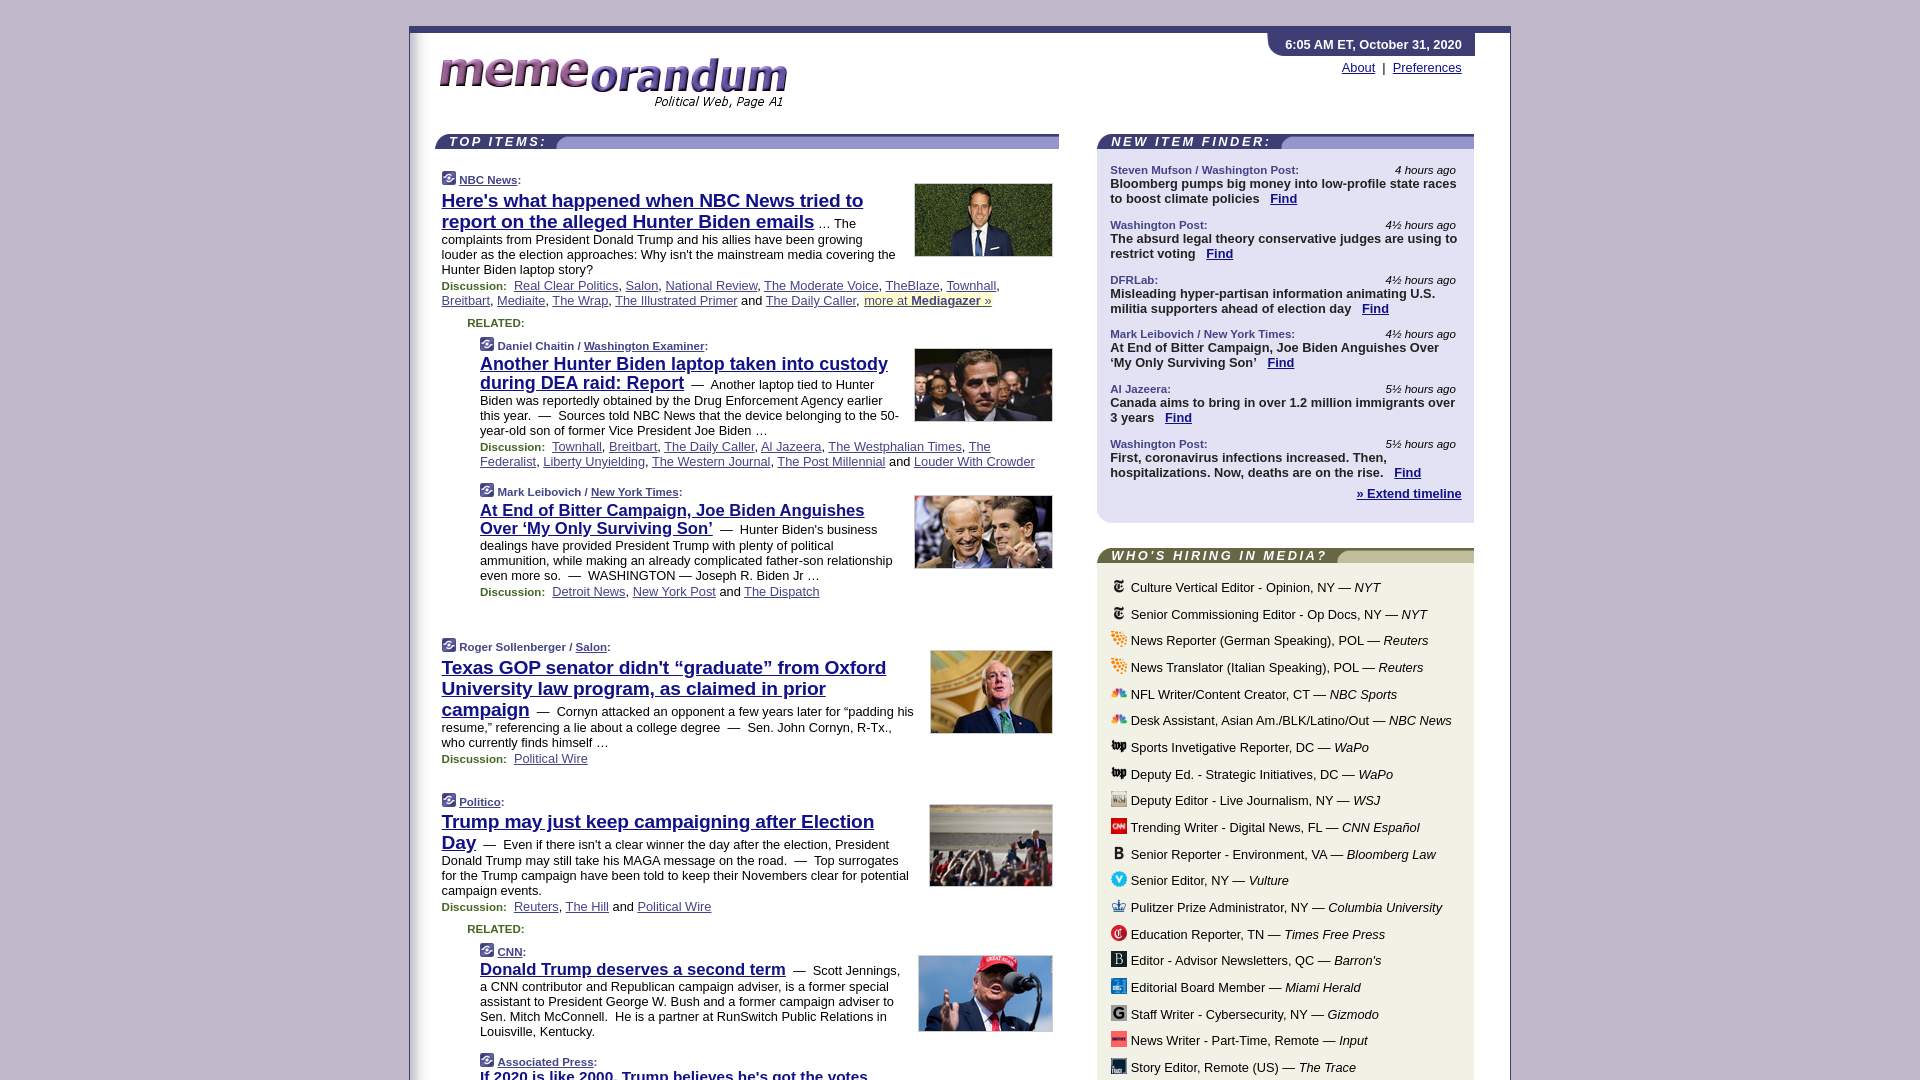 6:05 AM ET, October 31, 2020
About | Preferences
memeorandum
Political Web, Page A1
TOP ITEMS:
NBC News:
Here's what happened when NBC News tried to
report on the alleged Hunter Biden emails … The
complaints from President Donald Trump and his allies have been growing
louder as the election approaches: Why isn't the mainstream media covering the
Hunter Biden laptop story?
Discussion: Real Clear Politics, Salon, National Review, The Moderate Voice, TheBlaze, Townhall,
Breitbart, Mediaite, The Wrap, The Illustrated Primer and The Daily Caller, more at Mediagazer »
RELATED:
Daniel Chaitin / Washington Examiner:
Another Hunter Biden laptop taken into custody
during DEA raid: Report — Another laptop tied to Hunter
Biden was reportedly obtained by the Drug Enforcement Agency earlier
this year. — Sources told NBC News that the device belonging to the 50-
year-old son of former Vice President Joe Biden …
Discussion: Townhall, Breitbart, The Daily Caller, Al Jazeera, The Westphalian Times, The
Federalist, Liberty Unyielding, The Western Journal, The Post Millennial and Louder With Crowder
Mark Leibovich / New York Times:
At End of Bitter Campaign, Joe Biden Anguishes
Over ‘My Only Surviving Son’ — Hunter Biden's business
dealings have provided President Trump with plenty of political
ammunition, while making an already complicated father-son relationship
even more so. — WASHINGTON — Joseph R. Biden Jr …
Discussion: Detroit News, New York Post and The Dispatch
Roger Sollenberger / Salon:
Texas GOP senator didn't “graduate” from Oxford
University law program, as claimed in prior
campaign — Cornyn attacked an opponent a few years later for “padding his
resume,” referencing a lie about a college degree — Sen. John Cornyn, R-Tx.,
who currently finds himself …
Discussion: Political Wire
Politico:
Trump may just keep campaigning after Election
Day — Even if there isn't a clear winner the day after the election, President
Donald Trump may still take his MAGA message on the road. — Top surrogates
for the Trump campaign have been told to keep their Novembers clear for potential
campaign events.
Discussion: Reuters, The Hill and Political Wire
RELATED:
CNN:
Donald Trump deserves a second term — Scott Jennings,
a CNN contributor and Republican campaign adviser, is a former special
assistant to President George W. Bush and a former campaign adviser to
Sen. Mitch McConnell. He is a partner at RunSwitch Public Relations in
Louisville, Kentucky.
Associated Press:
If 2020 is like 2000, Trump believes he's got the votes
NEW ITEM FINDER:
Steven Mufson / Washington Post: 4 hours ago
Bloomberg pumps big money into low-profile state races
to boost climate policies Find
Washington Post: 4½ hours ago
The absurd legal theory conservative judges are using to
restrict voting Find
DFRLab: 4½ hours ago
Misleading hyper-partisan information animating U.S.
militia supporters ahead of election day Find
Mark Leibovich / New York Times: 4½ hours ago
At End of Bitter Campaign, Joe Biden Anguishes Over
‘My Only Surviving Son’ Find
Al Jazeera: 5½ hours ago
Canada aims to bring in over 1.2 million immigrants over
3 years Find
Washington Post: 5½ hours ago
First, coronavirus infections increased. Then,
hospitalizations. Now, deaths are on the rise. Find
» Extend timeline
WHO'S HIRING IN MEDIA?
Culture Vertical Editor - Opinion, NY — NYT
Senior Commissioning Editor - Op Docs, NY — NYT
News Reporter (German Speaking), POL — Reuters
News Translator (Italian Speaking), POL — Reuters
NFL Writer/Content Creator, CT — NBC Sports
Desk Assistant, Asian Am./BLK/Latino/Out — NBC News
Sports Invetigative Reporter, DC — WaPo
Deputy Ed. - Strategic Initiatives, DC — WaPo
Deputy Editor - Live Journalism, NY — WSJ
Trending Writer - Digital News, FL — CNN Español
Senior Reporter - Environment, VA — Bloomberg Law
Senior Editor, NY — Vulture
Pulitzer Prize Administrator, NY — Columbia University
Education Reporter, TN — Times Free Press
Editor - Advisor Newsletters, QC — Barron's
Editorial Board Member — Miami Herald
Staff Writer - Cybersecurity, NY — Gizmodo
News Writer - Part-Time, Remote — Input
Story Editor, Remote (US) — The Trace